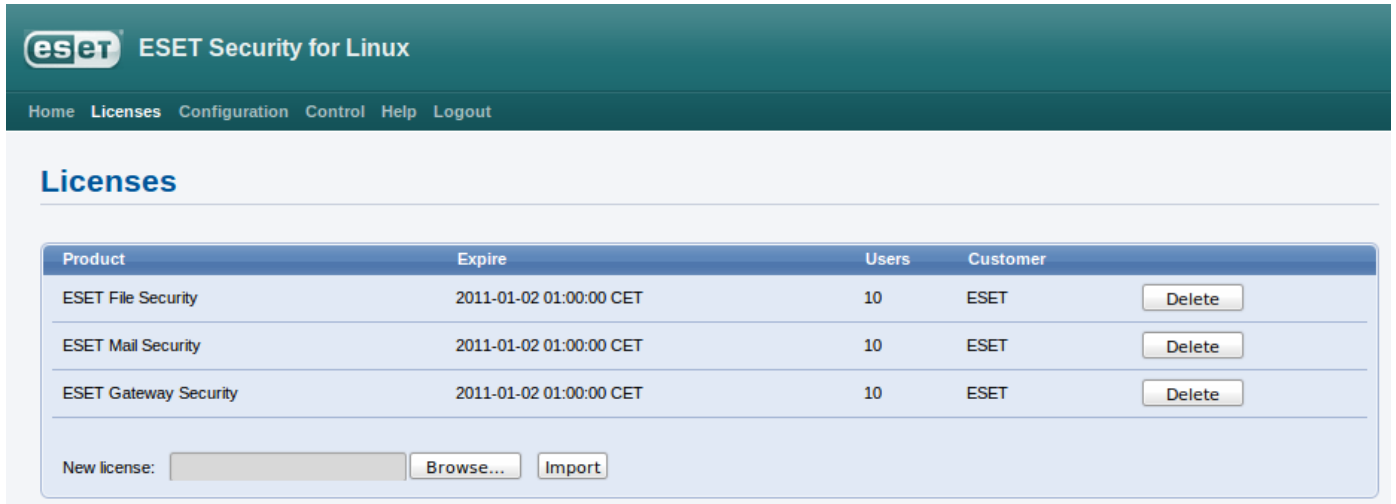 eseT ESET Security for Linux
Home Licenses Configuration Control Help Logout
Licenses
Product Expire Users Customer
ESET File Security 2011-01-02 01:00:00 CET 10 ESET Delete
ESET Mail Security 2011-01-02 01:00:00 CET 10 ESET Delete
ESET Gateway Security 2011-01-02 01:00:00 CET 10 ESET Delete
New license: Browse... Import